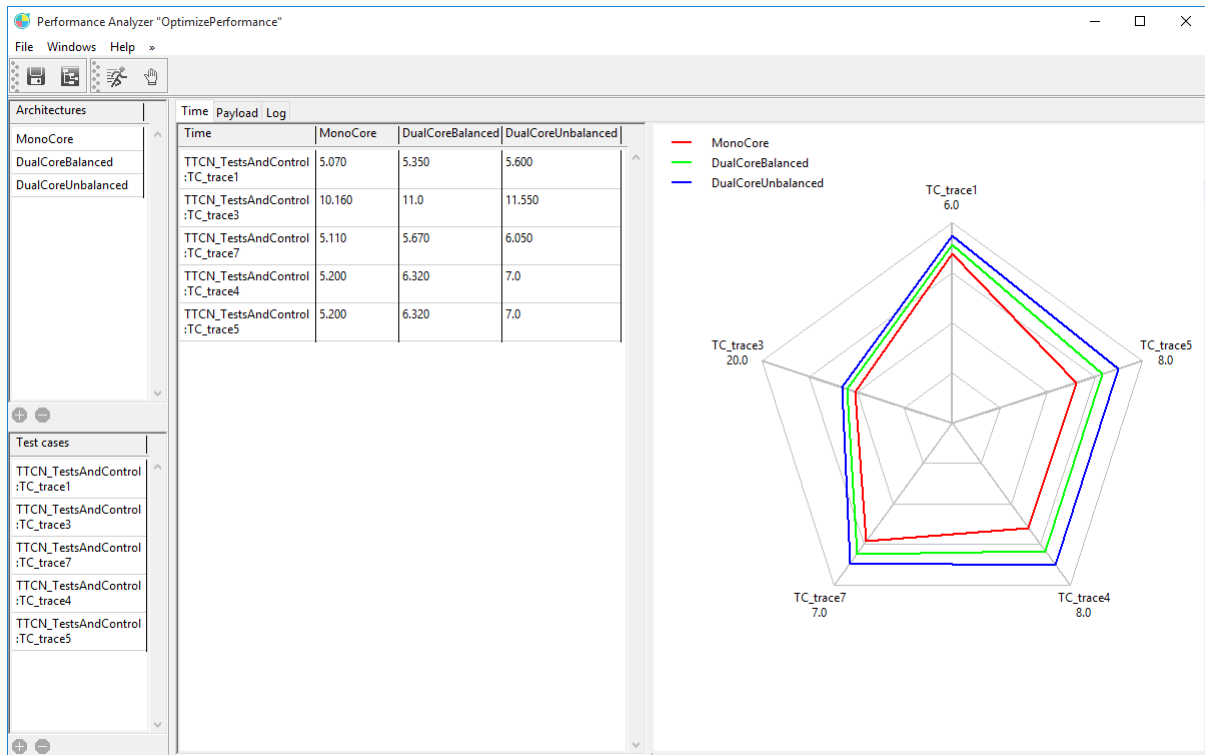 Performance Analyzer "OptimizePerformance"
File Windows Help »
Architectures
MonoCore
DualCoreBalanced
DualCoreUnbalanced
Test cases
TTCN_TestsAndControl
:TC_trace1
TTCN_TestsAndControl
:TC_trace3
TTCN_TestsAndControl
:TC_trace7
TTCN_TestsAndControl
:TC_trace4
TTCN_TestsAndControl
:TC_trace5
Time Payload Log
Time MonoCore DualCoreBalanced DualCoreUnbalanced
TTCN_TestsAndControl 5.070 5.350 5.600
:TC_trace1
TTCN_TestsAndControl 10.160 11.0 11.550
:TC_trace3
TTCN_TestsAndControl 5.110 5.670 6.050
:TC_trace7
TTCN_TestsAndControl 5.200 6.320 7.0
:TC_trace4
TTCN_TestsAndControl 5.200 6.320 7.0
:TC_trace5
MonoCore
DualCoreBalanced
DualCoreUnbalanced
TC_trace1
6.0
TC_trace3
20.0
TC_trace5
8.0
TC_trace7
7.0
TC_trace4
8.0